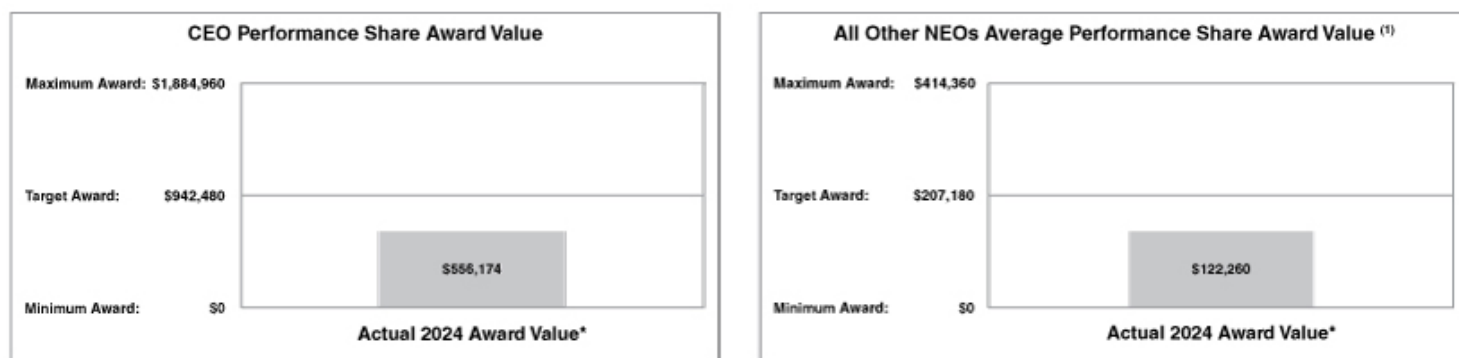 CEO Performance Share Award Value
Maximum Award: $1,884,960
Target Award: $942,480
$556,174
Minimum Award: $0
Actual 2024 Award Value*
All Other NEOs Average Performance Share Award Value (1)
Maximum Award: $414,360
Target Award: $207,180
$122,260
Minimum Award: $0
Actual 2024 Award Value*